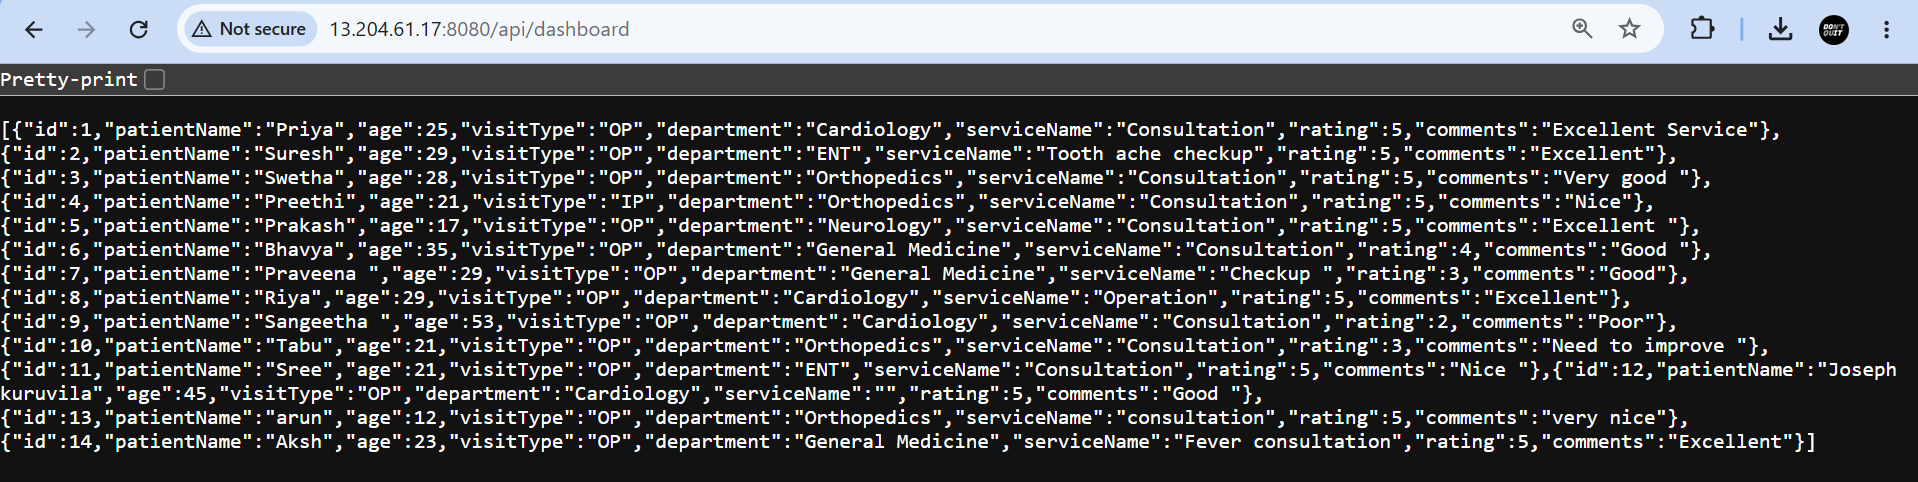 Not secure 13.204.61.17:8080/api/dashboard DON'T QUIT
Pretty-print
[{"id":1,"patientName":"Priya","age":25,"visitType":"OP","department":"Cardiology","serviceName":"Consultation","rating":5,"comments":"Excellent Service"},
{"id":2,"patientName":"Suresh","age":29,"visitType":"OP","department":"ENT","serviceName":"Tooth ache checkup","rating":5,"comments":"Excellent"},
{"id":3,"patientName":"Swetha","age":28,"visitType":"OP","department":"Orthopedics","serviceName":"Consultation","rating":5,"comments":"Very good "},
{"id":4,"patientName":"Preethi","age":21,"visitType":"IP","department":"Orthopedics","serviceName":"Consultation","rating":5,"comments":"Nice"},
{"id":5,"patientName":"Prakash","age":17,"visitType":"OP","department":"Neurology","serviceName":"Consultation","rating":5,"comments":"Excellent "},
{"id":6,"patientName":"Bhavya","age":35,"visitType":"OP","department":"General Medicine","serviceName":"Consultation","rating":4,"comments":"Good "},
{"id":7,"patientName":"Praveena ","age":29,"visitType":"OP","department":"General Medicine","serviceName":"Checkup ","rating":3,"comments":"Good"},
{"id":8,"patientName":"Riya","age":29,"visitType":"OP","department":"Cardiology","serviceName":"Operation","rating":5,"comments":"Excellent"},
{"id":9,"patientName":"Sangeetha ","age":53,"visitType":"OP","department":"Cardiology","serviceName":"Consultation","rating":2,"comments":"Poor"},
{"id":10,"patientName":"Tabu","age":21,"visitType":"OP","department":"Orthopedics","serviceName":"Consultation","rating":3,"comments":"Need to improve "},
{"id":11,"patientName":"Sree","age":21,"visitType":"OP","department":"ENT","serviceName":"Consultation","rating":5,"comments":"Nice "},{"id":12,"patientName":"Joseph
kuruvila","age":45,"visitType":"OP","department":"Cardiology","serviceName":"","rating":5,"comments":"Good "},
{"id":13,"patientName":"arun","age":12,"visitType":"OP","department":"Orthopedics","serviceName":"consultation","rating":5,"comments":"very nice"},
{"id":14,"patientName":"Aksh","age":23,"visitType":"OP","department":"General Medicine","serviceName":"Fever consultation","rating":5,"comments":"Excellent"}]